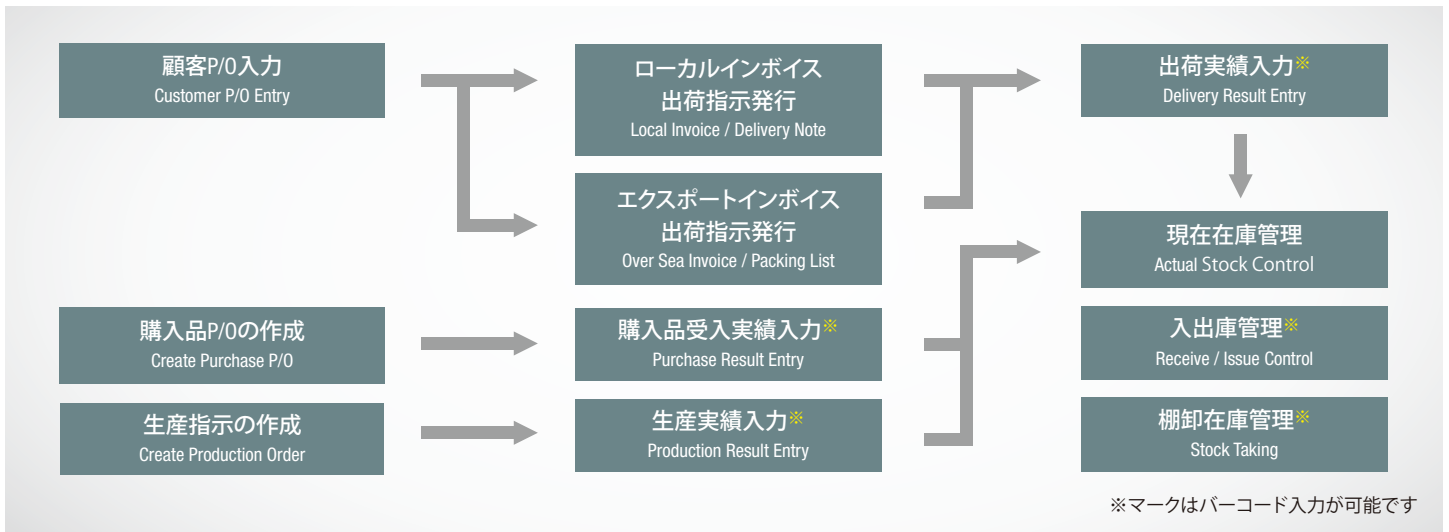 顧客P/O入力
Customer P/O Entry
ローカルインボイス
出荷指示発行
Local Invoice / Delivery Note
出荷実績入力※
Delivery Result Entry
エクスポートインボイス
出荷指示発行
Over Sea Invoice / Packing List
現在在庫管理
Actual Stock Control
購入品P/Oの作成
Create Purchase P/O
購入品受入実績入力※
Purchase Result Entry
入出庫管理※
Receive / Issue Control
生産指示の作成
Create Production Order
生産実績入力※
Production Result Entry
棚卸在庫管理※
Stock Taking
※マークはバーコード入力が可能です